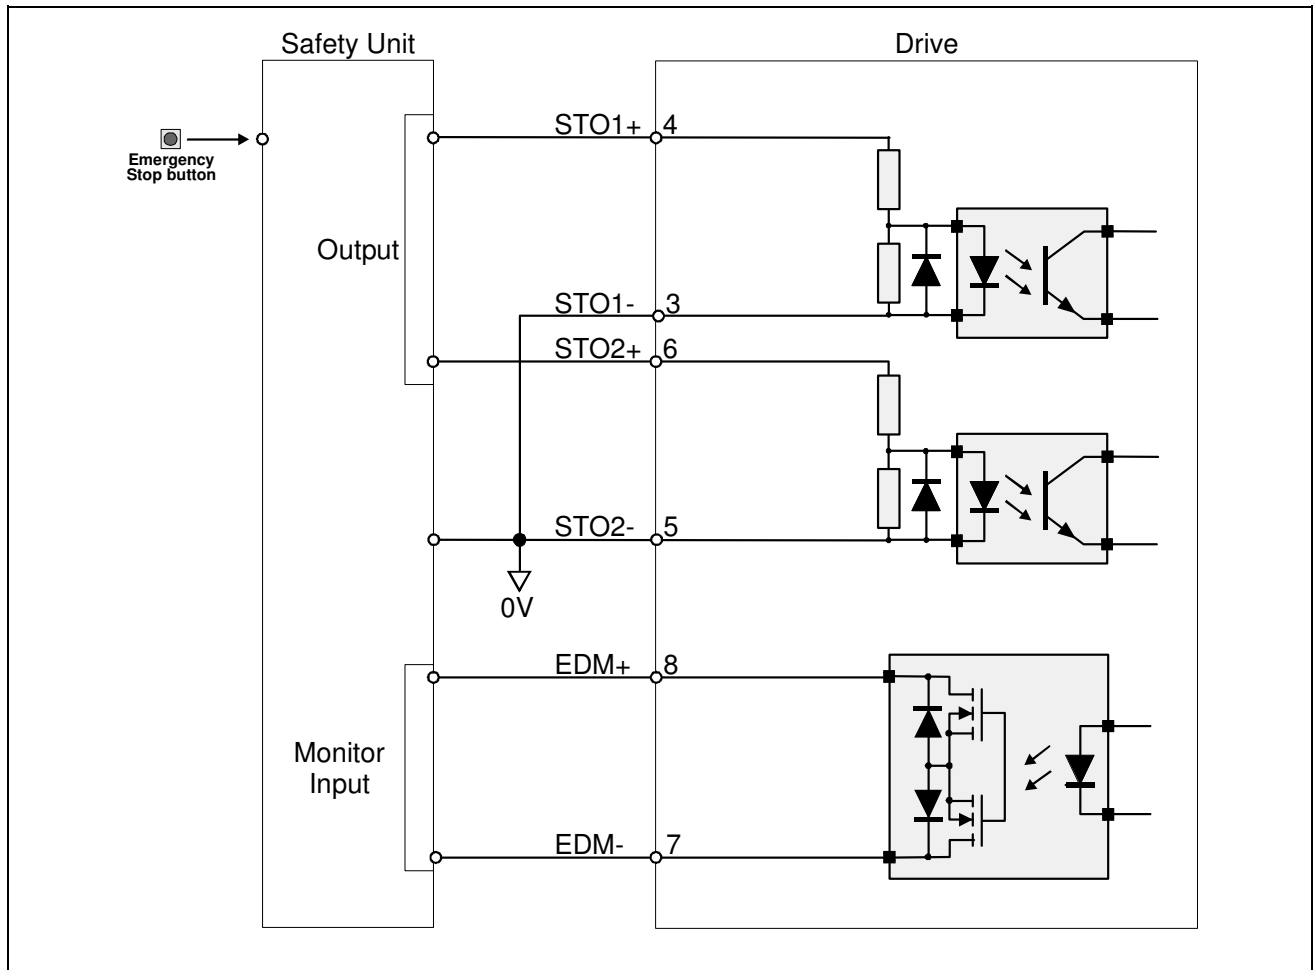 Safety Unit
Drive
Emergency
Stop button
STO1+
4
Output
STO1-
3
STO2+
6
STO2-
5
0V
EDM+
8
Monitor
Input
EDM-
7